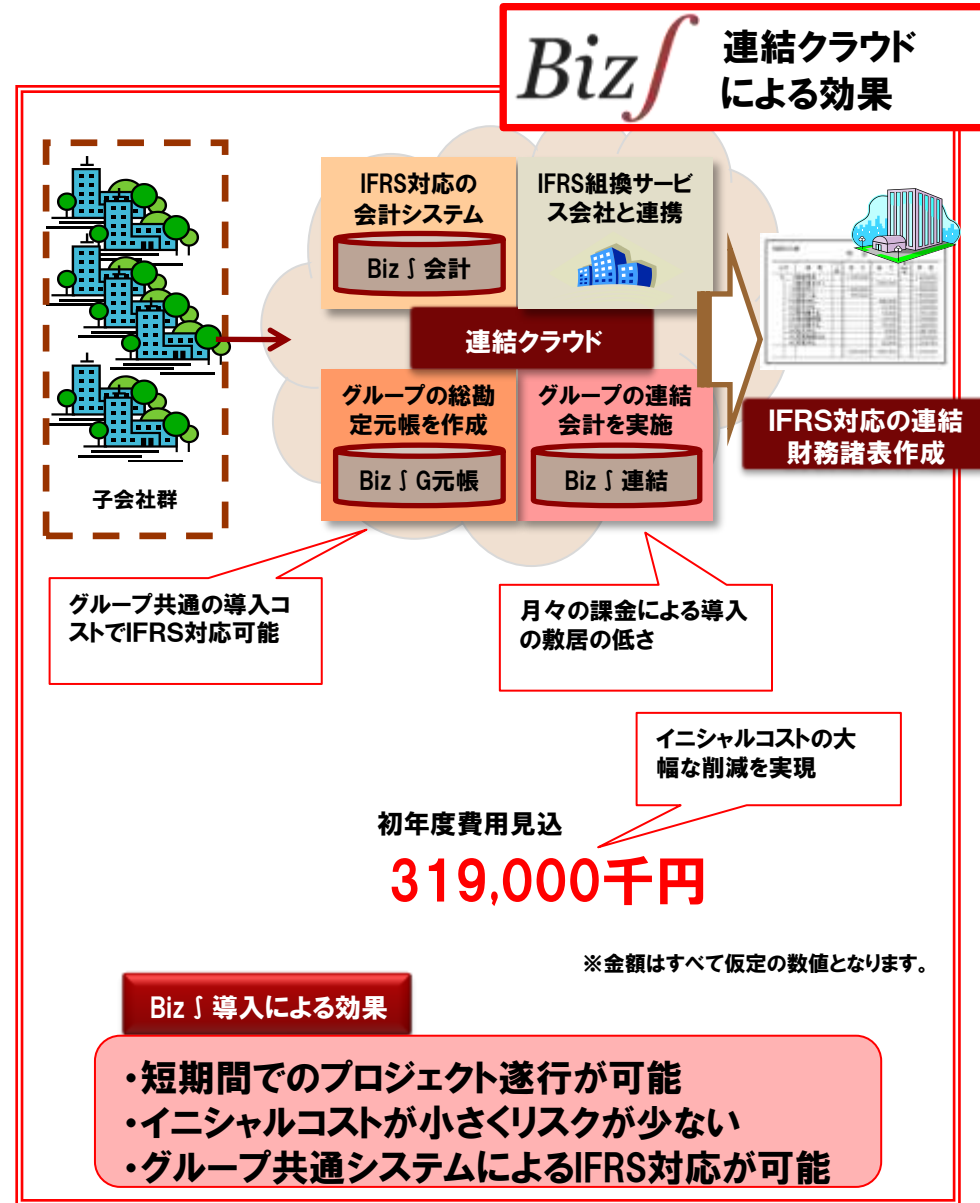 Biz∫
連結クラウド
による効果
IFRS対応の
会計システム
Biz ∫ 会計
IFRS組換サービ
ス会社と連携
連結クラウド
グループの総勘
定元帳を作成
Biz ∫ G元帳
グループの連結
会計を実施
Biz ∫ 連結
子会社群
IFRS対応の連結
財務諸表作成
グループ共通の導入コ
ストでIFRS対応可能
月々の課金による導入
の敷居の低さ
イニシャルコストの大
幅な削減を実現
初年度費用見込
319,000千円
※金額はすべて仮定の数値となります。
Biz ∫ 導入による効果
・短期間でのプロジェクト遂行が可能
・イニシャルコストが小さくリスクが少ない
・グループ共通システムによるIFRS対応が可能